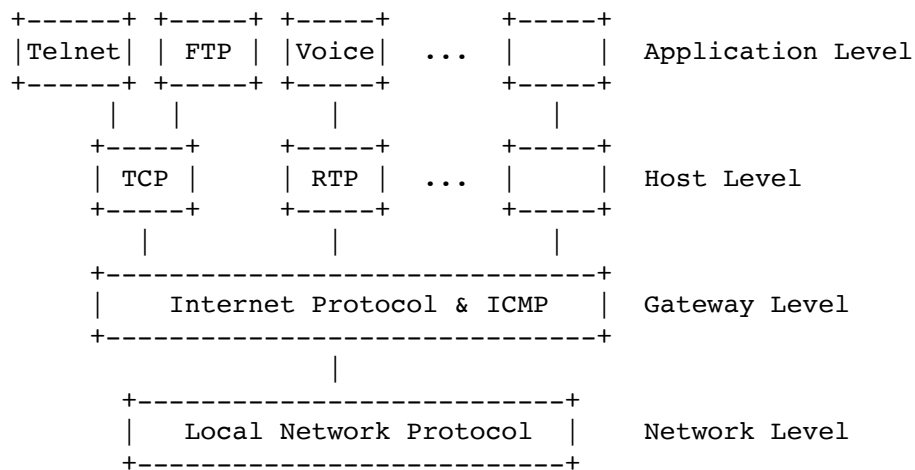 Telnet FTP Voice ... Application Level
TCP RTP ... Host Level
Internet Protocol & ICMP Gateway Level
Local Network Protocol Network Level